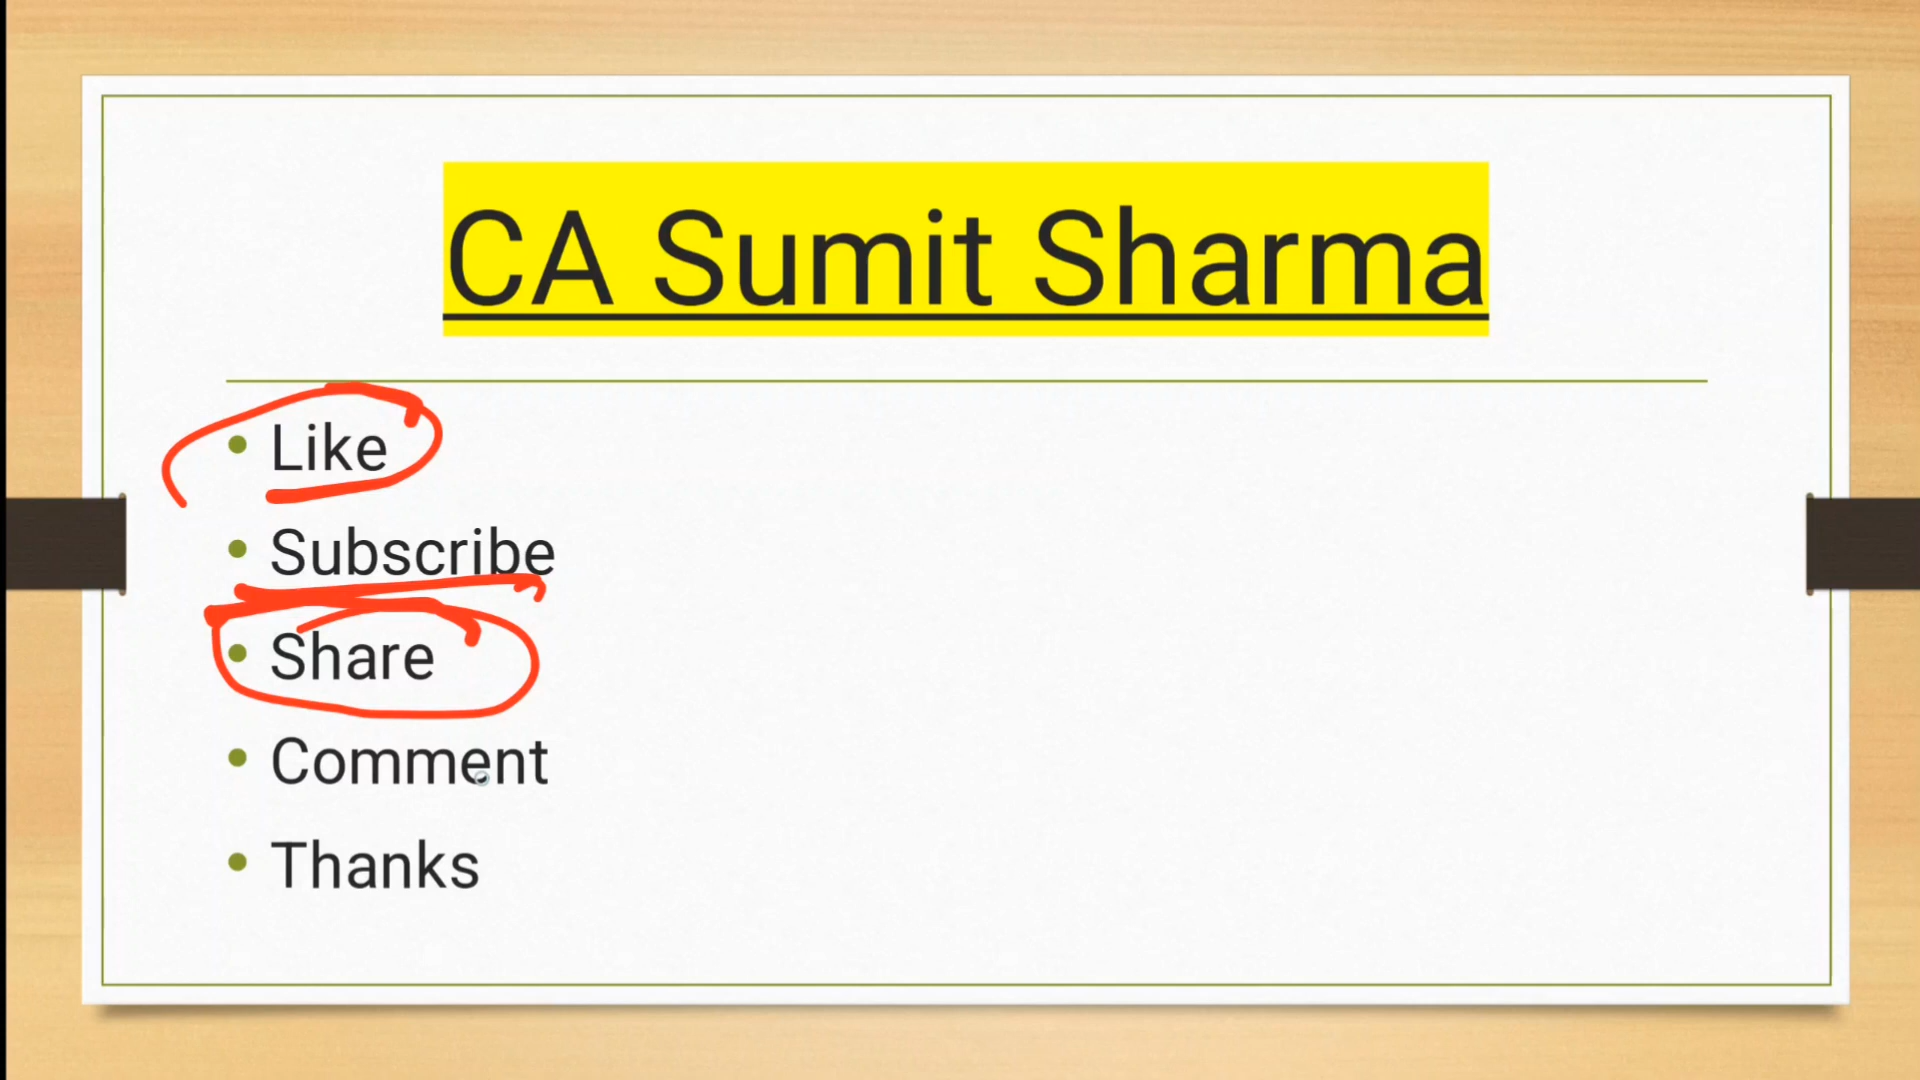 CA Sumit Sharma
Like
Subscribe
Share
Comment
Thanks